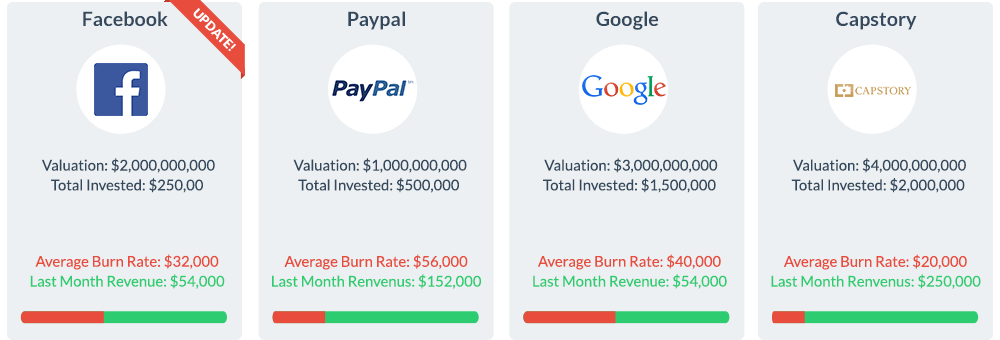 Facebook
UPDATE!
f
Valuation: $2,000,000,000
Total Invested: $250,00
Average Burn Rate: $32,000
Last Month Revenue: $54,000
Paypal
PayPal™
Valuation: $1,000,000,000
Total Invested: $500,000
Average Burn Rate: $56,000
Last Month Renvenus: $152,000
Google
Google
Valuation: $3,000,000,000
Total Invested: $1,500,000
Average Burn Rate: $40,000
Last Month Revenue: $54,000
Capstory
CAPSTORY
Valuation: $4,000,000,000
Total Invested: $2,000,000
Average Burn Rate: $20,000
Last Month Renvenus: $250,000